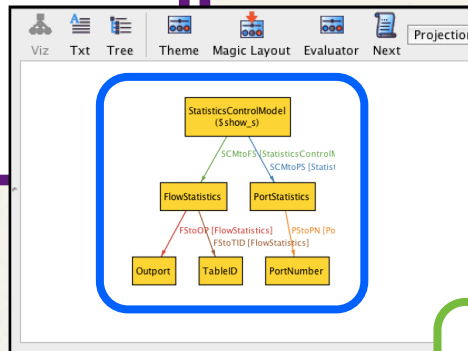 Viz Txt Tree Theme Magic Layout Evaluator Next Projection
StatisticsControlModel
($show_s)
SCMtoFS [StatisticsControlM
SCMtoPS [Statist
FlowStatistics PortStatistics
FStoOP [FlowStatistics] PStoPN [Po
FStoTID [FlowStatistics]
Outport TableID PortNumber